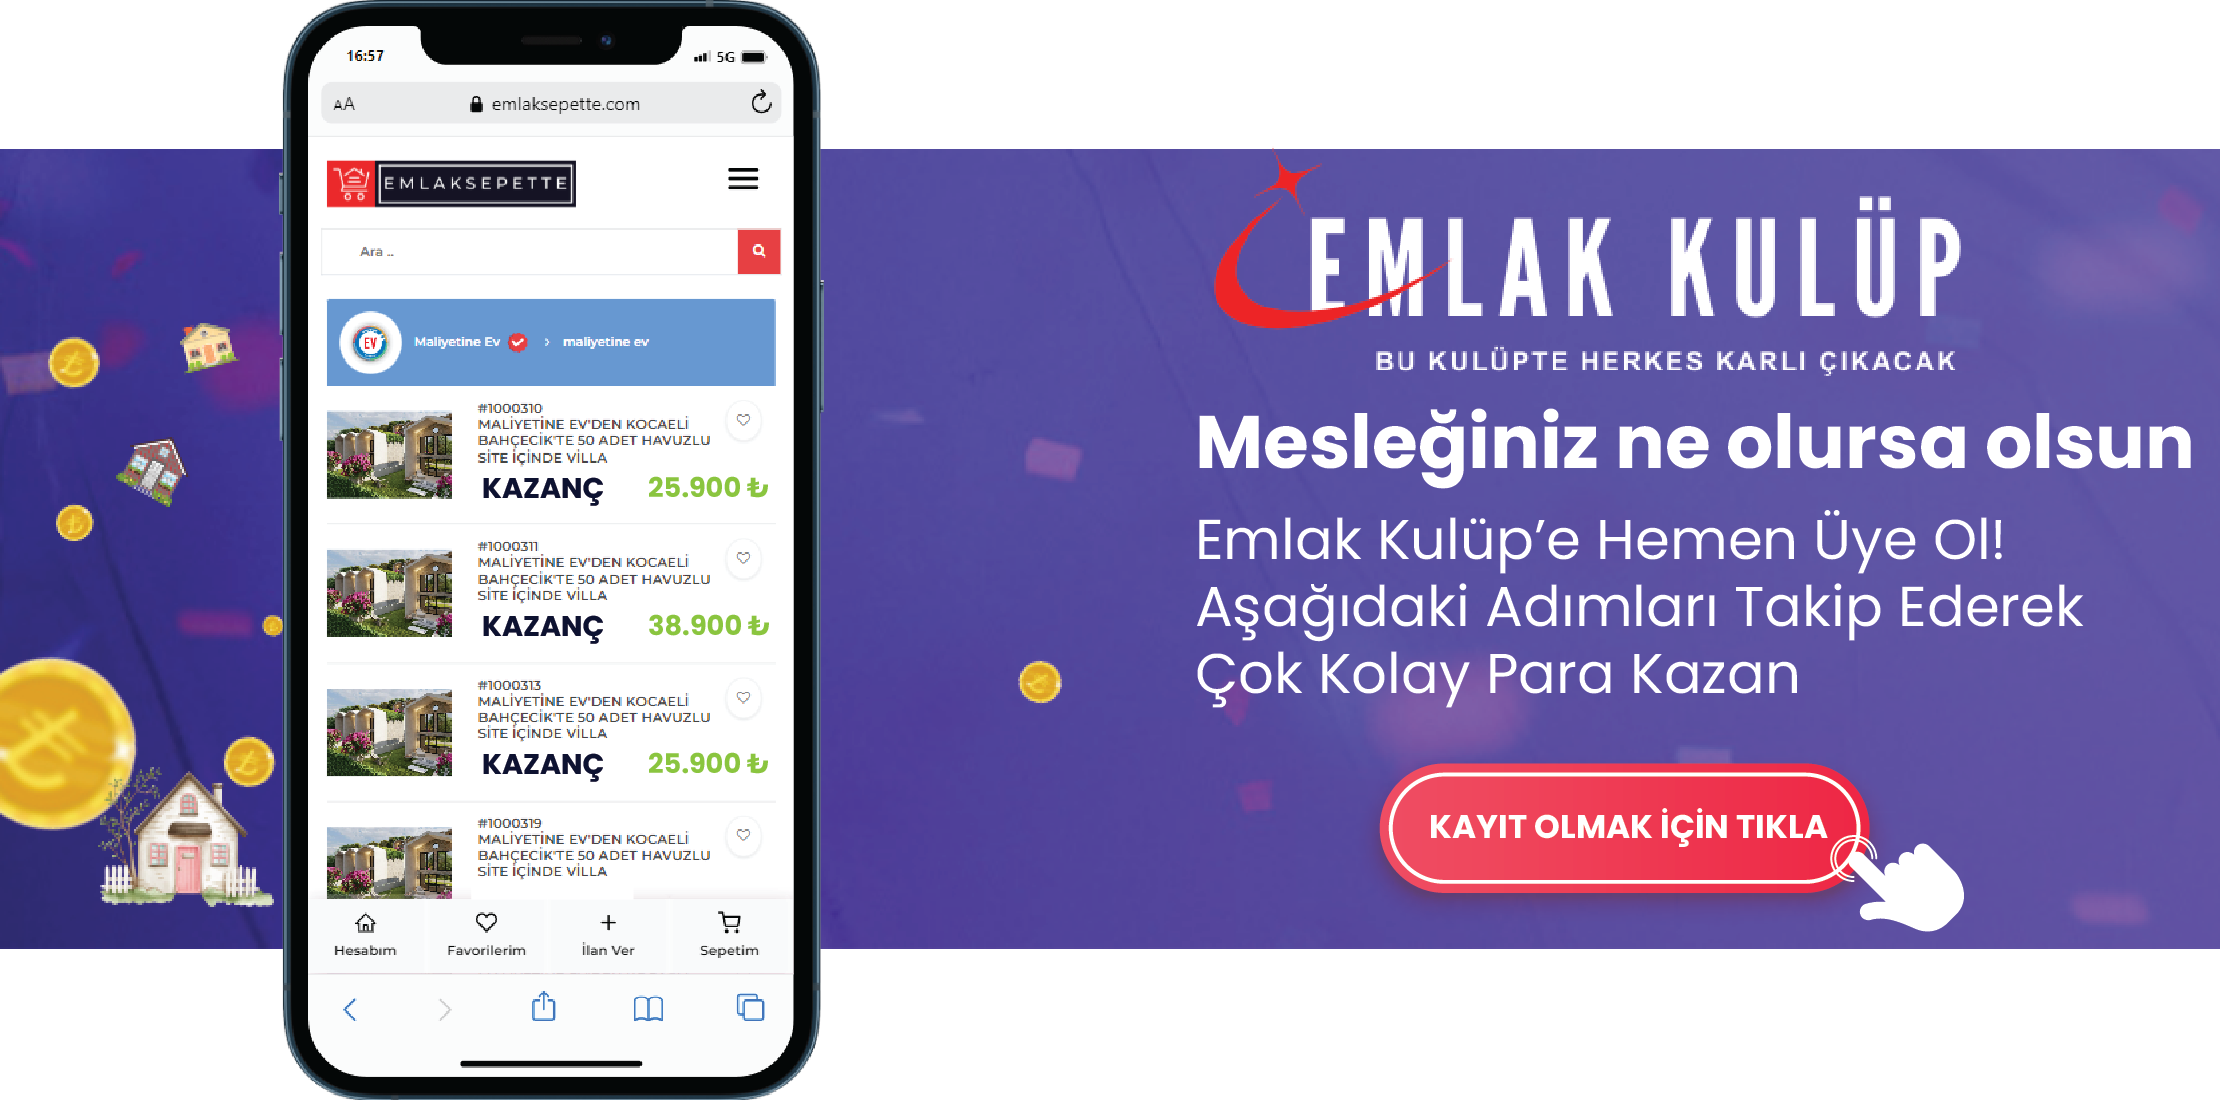 16:57
5G
AA
emlaksepette.com
EMLAKSEPETTE
Ara ..
EV
Maliyetine Ev
›
maliyetine ev
#1000310
MALİYETİNE EV'DEN KOCAELİ
BAHÇECİK'TE 50 ADET HAVUZLU
SİTE İÇİNDE VİLLA
KAZANÇ 25.900 ₺
#1000311
MALİYETİNE EV'DEN KOCAELİ
BAHÇECİK'TE 50 ADET HAVUZLU
SİTE İÇİNDE VİLLA
KAZANÇ 38.900 ₺
#1000313
MALİYETİNE EV'DEN KOCAELİ
BAHÇECİK'TE 50 ADET HAVUZLU
SİTE İÇİNDE VİLLA
KAZANÇ 25.900 ₺
#1000319
MALİYETİNE EV'DEN KOCAELİ
BAHÇECİK'TE 50 ADET HAVUZLU
SİTE İÇİNDE VİLLA
Hesabım
Favorilerim
İlan Ver
Sepetim
EMLAK KULÜP
BU KULÜPTE HERKES KARLI ÇIKACAK
Mesleğiniz ne olursa olsun
Emlak Kulüp’e Hemen Üye Ol!
Aşağıdaki Adımları Takip Ederek
Çok Kolay Para Kazan
KAYIT OLMAK İÇİN TIKLA